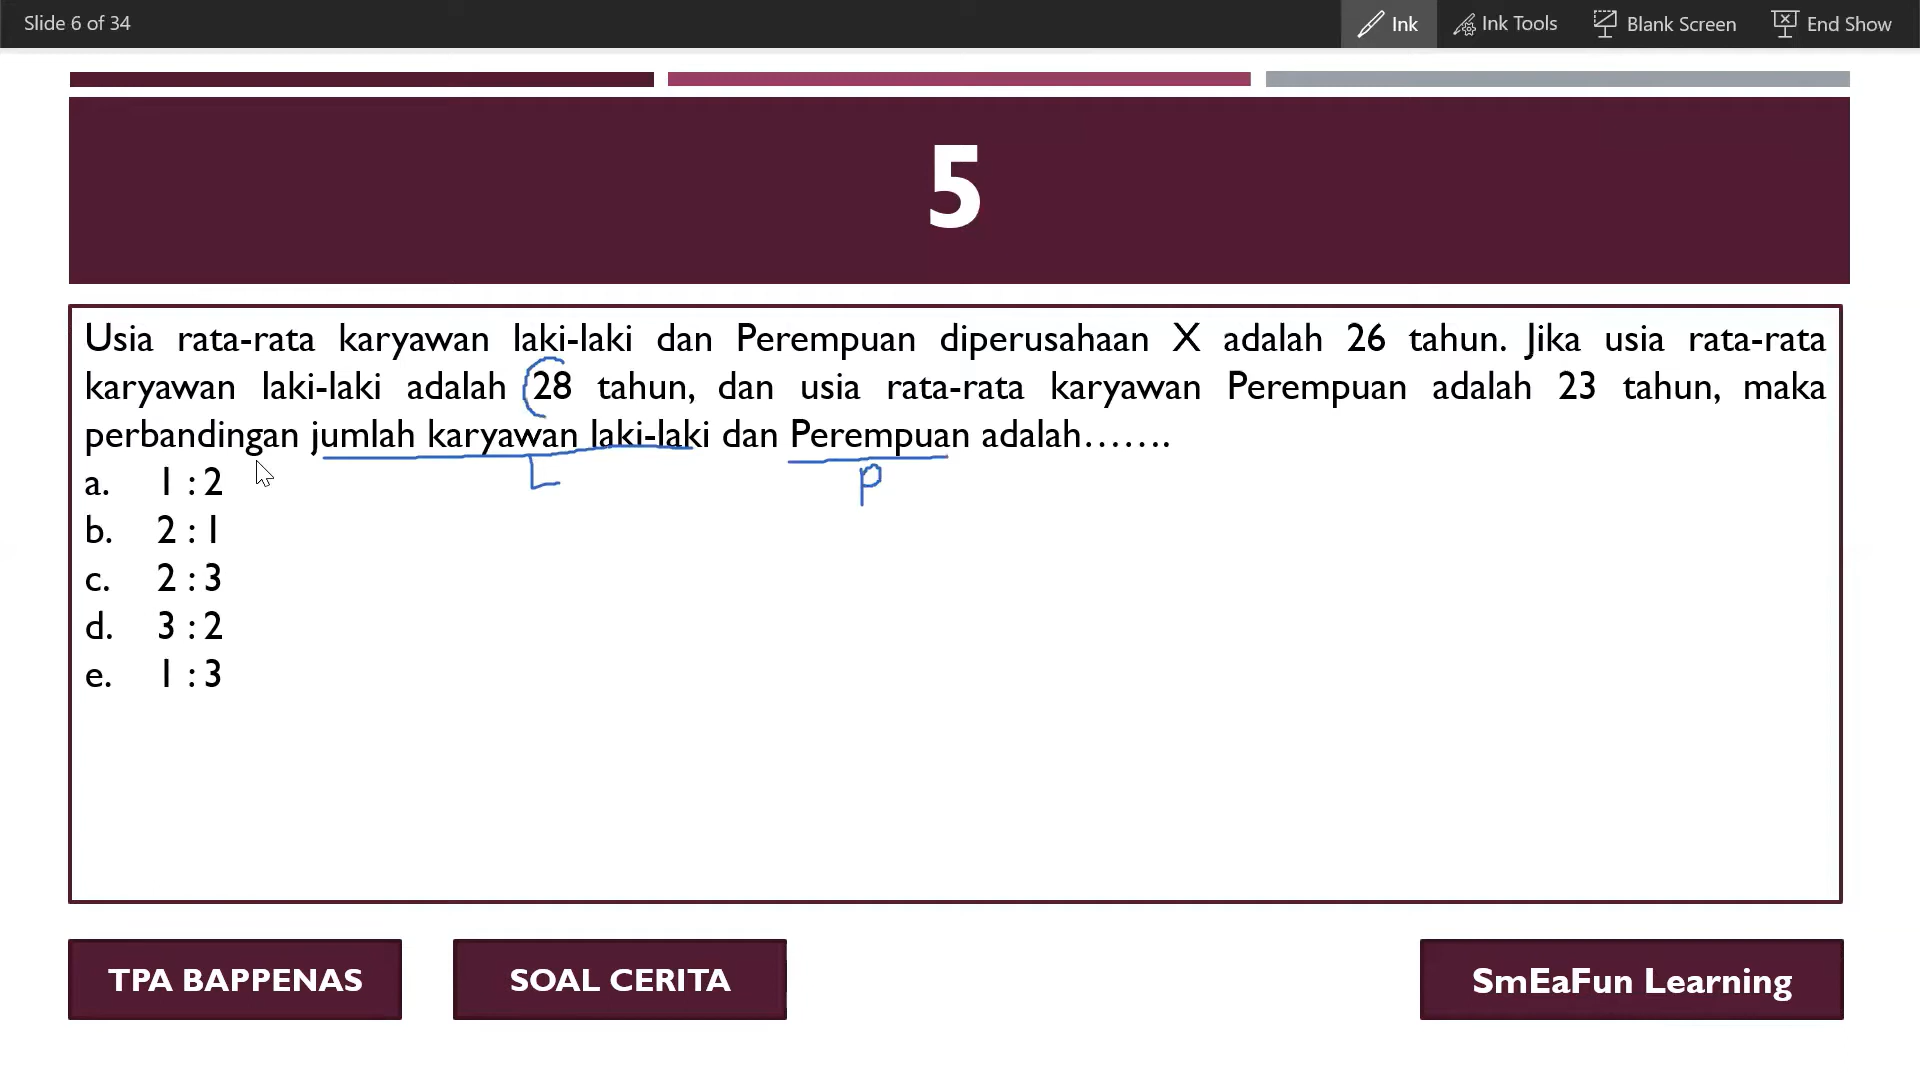 Slide 6 of 34
Ink
Ink Tools
Blank Screen
End Show
5
Usia rata-rata karyawan laki-laki dan Perempuan diperusahaan X adalah 26 tahun. Jika usia rata-rata
karyawan laki-laki adalah 28 tahun, dan usia rata-rata karyawan Perempuan adalah 23 tahun, maka
perbandingan jumlah karyawan laki-laki dan Perempuan adalah.......
L
P
a. 1 : 2
b. 2 : 1
c. 2 : 3
d. 3 : 2
e. 1 : 3
TPA BAPPENAS
SOAL CERITA
SmEaFun Learning